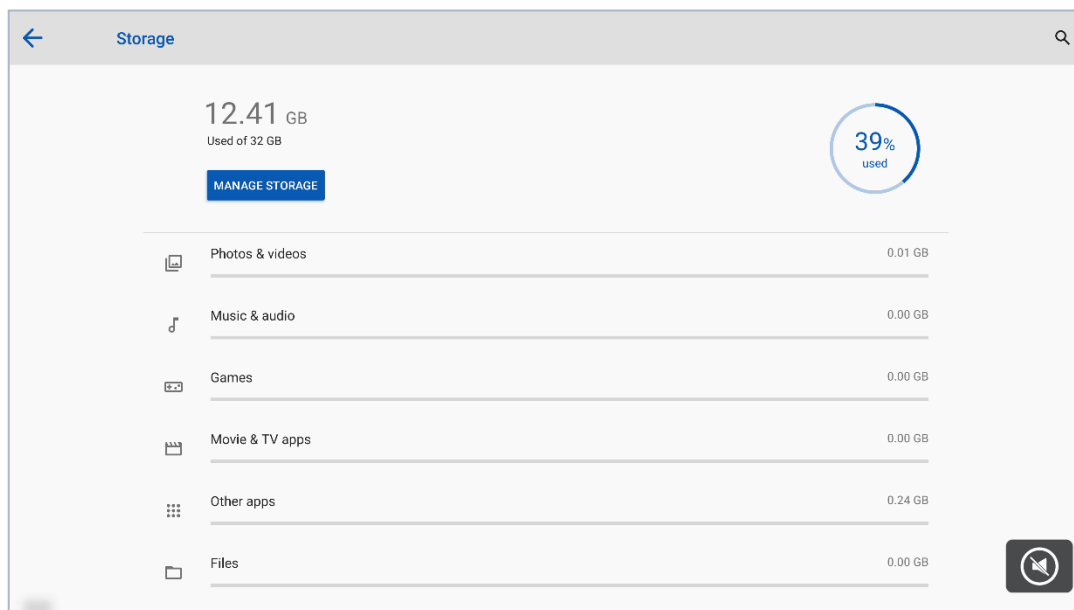 Storage
12.41 GB
Used of 32 GB
39%
used
MANAGE STORAGE
Photos & videos 0.01 GB
Music & audio 0.00 GB
Games 0.00 GB
Movie & TV apps 0.00 GB
Other apps 0.24 GB
Files 0.00 GB